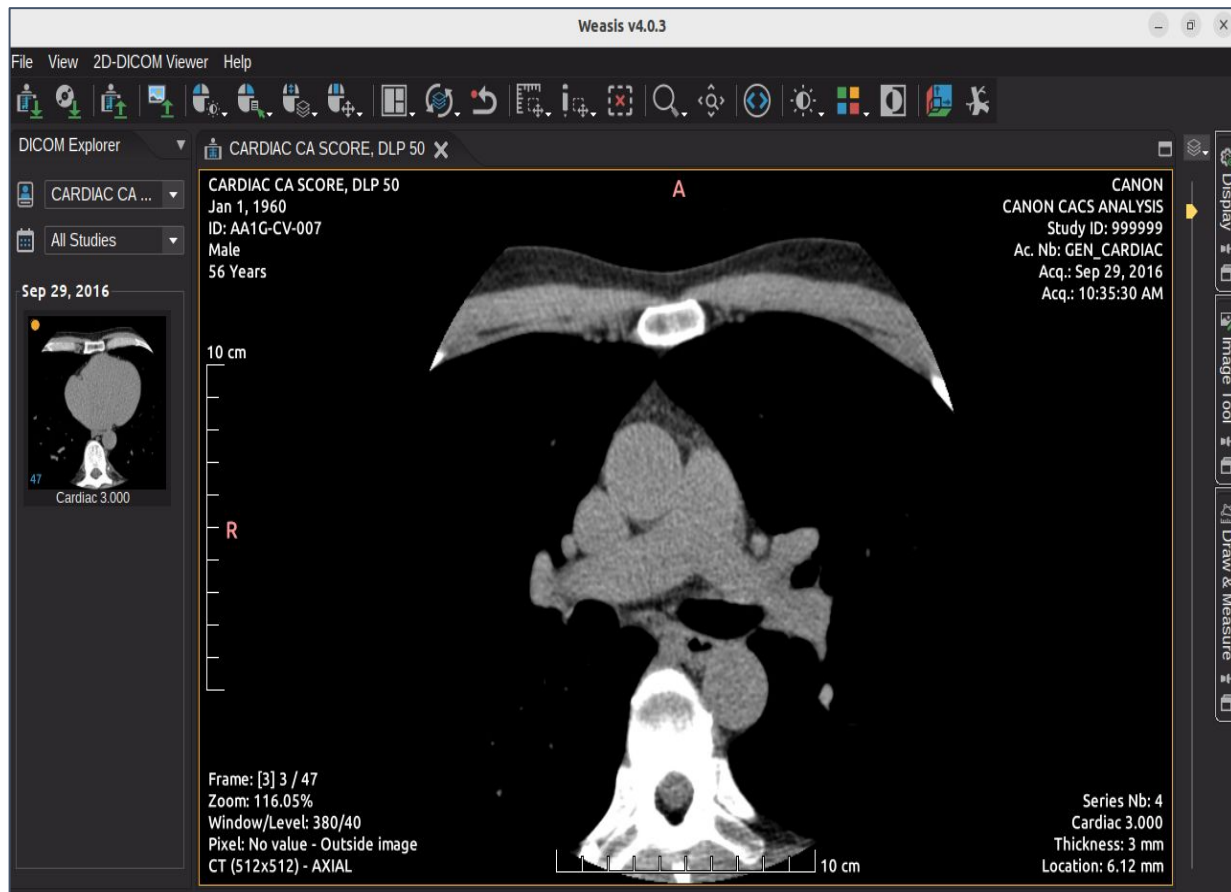 Weasis v4.0.3
File View 2D-DICOM Viewer Help
DICOM Explorer
CARDIAC CA SCORE, DLP 50
CARDIAC CA ...
All Studies
Sep 29, 2016
47
Cardiac 3.000
CARDIAC CA SCORE, DLP 50
Jan 1, 1960
ID: AA1G-CV-007
Male
56 Years
A
CANON
CANON CACS ANALYSIS
Study ID: 999999
Ac. Nb: GEN_CARDIAC
Acq.: Sep 29, 2016
Acq.: 10:35:30 AM
10 cm
R
Frame: [3] 3 / 47
Zoom: 116.05%
Window/Level: 380/40
Pixel: No value - Outside image
CT (512x512) - AXIAL
10 cm
Series Nb: 4
Cardiac 3.000
Thickness: 3 mm
Location: 6.12 mm
Display
Image Tool
Draw & Measure